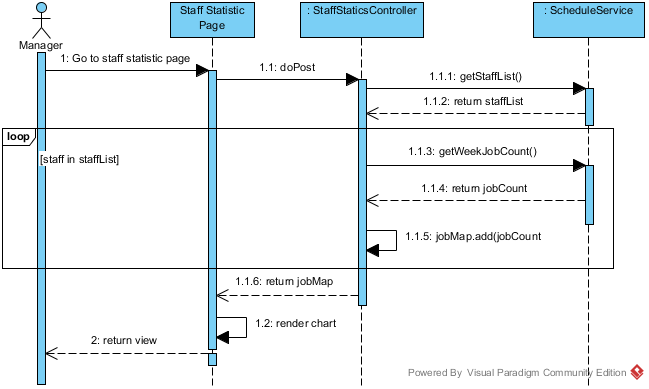 Staff Statistic
Page
: StaffStaticsController
: ScheduleService
Manager
1: Go to staff statistic page
1.1: doPost
1.1.1: getStaffList()
1.1.2: return staffList
loop
[staff in staffList]
1.1.3: getWeekJobCount()
1.1.4: return jobCount
1.1.5: jobMap.add(jobCount
1.1.6: return jobMap
1.2: render chart
2: return view
Powered By Visual Paradigm Community Edition